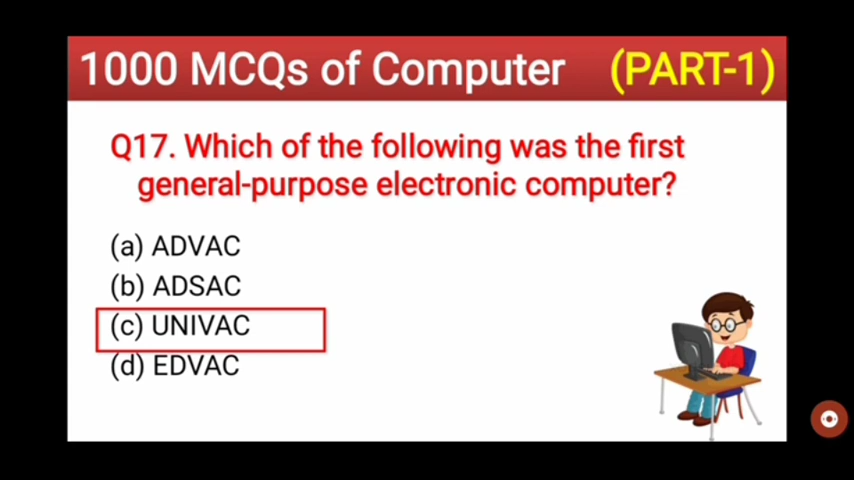 1000 MCQs of Computer (PART-1)
Q17. Which of the following was the first
general-purpose electronic computer?
(a) ADVAC
(b) ADSAC
(c) UNIVAC
(d) EDVAC